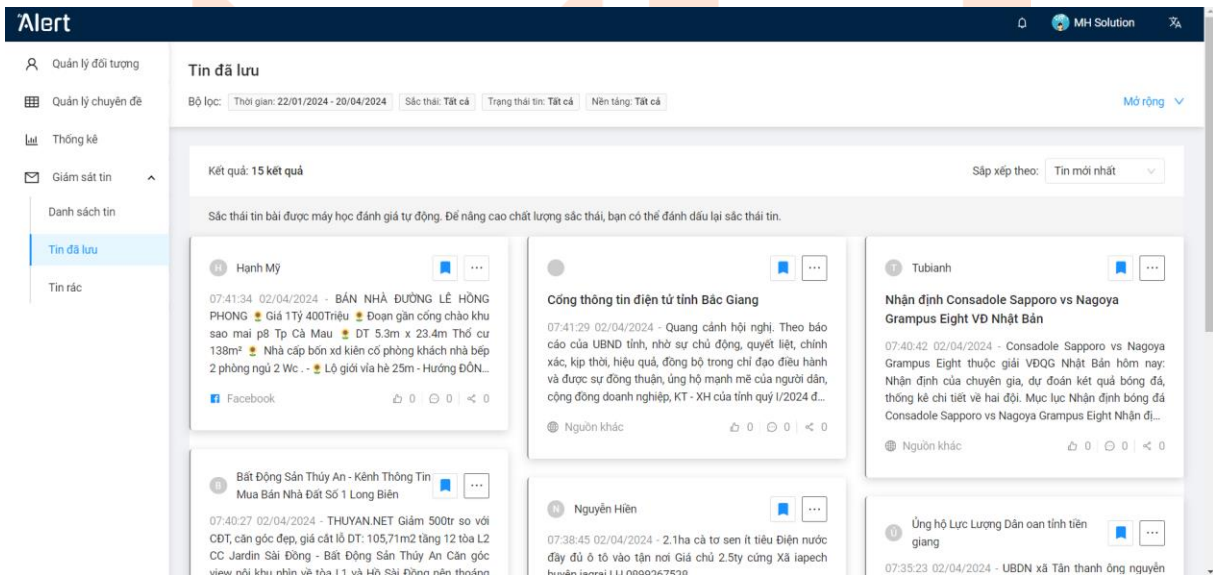 Alert
MH Solution
Quản lý đối tượng
Quản lý chuyên đề
Thống kê
Giám sát tin
Danh sách tin
Tin đã lưu
Tin rác
Tin đã lưu
Bộ lọc: Thời gian: 22/01/2024 - 20/04/2024 Sắc thái: Tất cả Trạng thái tin: Tất cả Nền tảng: Tất cả
Mở rộng
Kết quả: 15 kết quả
Sắp xếp theo: Tin mới nhất
Sắc thái tin bài được máy học đánh giá tự động. Để nâng cao chất lượng sắc thái, bạn có thể đánh dấu lại sắc thái tin.
H Hạnh Mỹ
07:41:34 02/04/2024 - BÁN NHÀ ĐƯỜNG LÊ HỒNG
PHONG 🌻 Giá 1Tỷ 400Triệu 🌻 Đoạn gần cổng chào khu
sao mai p8 Tp Cà Mau 🌻 DT 5.3m x 23.4m Thổ cư
138m² 🌻 Nhà cấp bốn xd kiên cố phòng khách nhà bếp
2 phòng ngủ 2 Wc . - 🌻 Lộ giới vỉa hè 25m - Hướng ĐÔN...
Facebook 0 0 0
Cổng thông tin điện tử tỉnh Bắc Giang
07:41:29 02/04/2024 - Quang cảnh hội nghị. Theo báo
cáo của UBND tỉnh, nhờ sự chủ động, quyết liệt, chính
xác, kịp thời, hiệu quả, đồng bộ trong chỉ đạo điều hành
và được sự đồng thuận, ủng hộ mạnh mẽ của người dân,
cộng đồng doanh nghiệp, KT - XH của tỉnh quý I/2024 đ...
Nguồn khác 0 0 0
T Tubianh
Nhận định Consadole Sapporo vs Nagoya
Grampus Eight VĐ Nhật Bản
07:40:42 02/04/2024 - Consadole Sapporo vs Nagoya
Grampus Eight thuộc giải VĐQG Nhật Bản hôm nay:
Nhận định của chuyên gia, dự đoán kết quả bóng đá,
thống kê chi tiết về hai đội. Mục lục Nhận định bóng đá
Consadole Sapporo vs Nagoya Grampus Eight Nhận đị...
Nguồn khác 0 0 0
B Bất Động Sản Thúy An - Kênh Thông Tin
Mua Bán Nhà Đất Số 1 Long Biên
07:40:27 02/04/2024 - THUYAN.NET Giảm 500tr so với
CĐT, căn góc đẹp, giá cắt lỗ DT: 105,71m2 tầng 12 tòa L2
CC Jardin Sài Đồng - Bất Động Sản Thúy An Căn góc
view nội khu nhìn về tòa L1 và Hồ Sài Đồng nên thoáng
N Nguyễn Hiền
07:38:45 02/04/2024 - 2.1ha cà tơ sen ít tiêu Điện nước
đầy đủ ô tô vào tận nơi Giá chủ 2.5ty cứng Xã iapech
huyện iagrai LH 0899267528
Ủ Ủng hộ Lực Lượng Dân oan tỉnh tiền
giang
07:35:23 02/04/2024 - UBDN xã Tân thanh ông nguyên